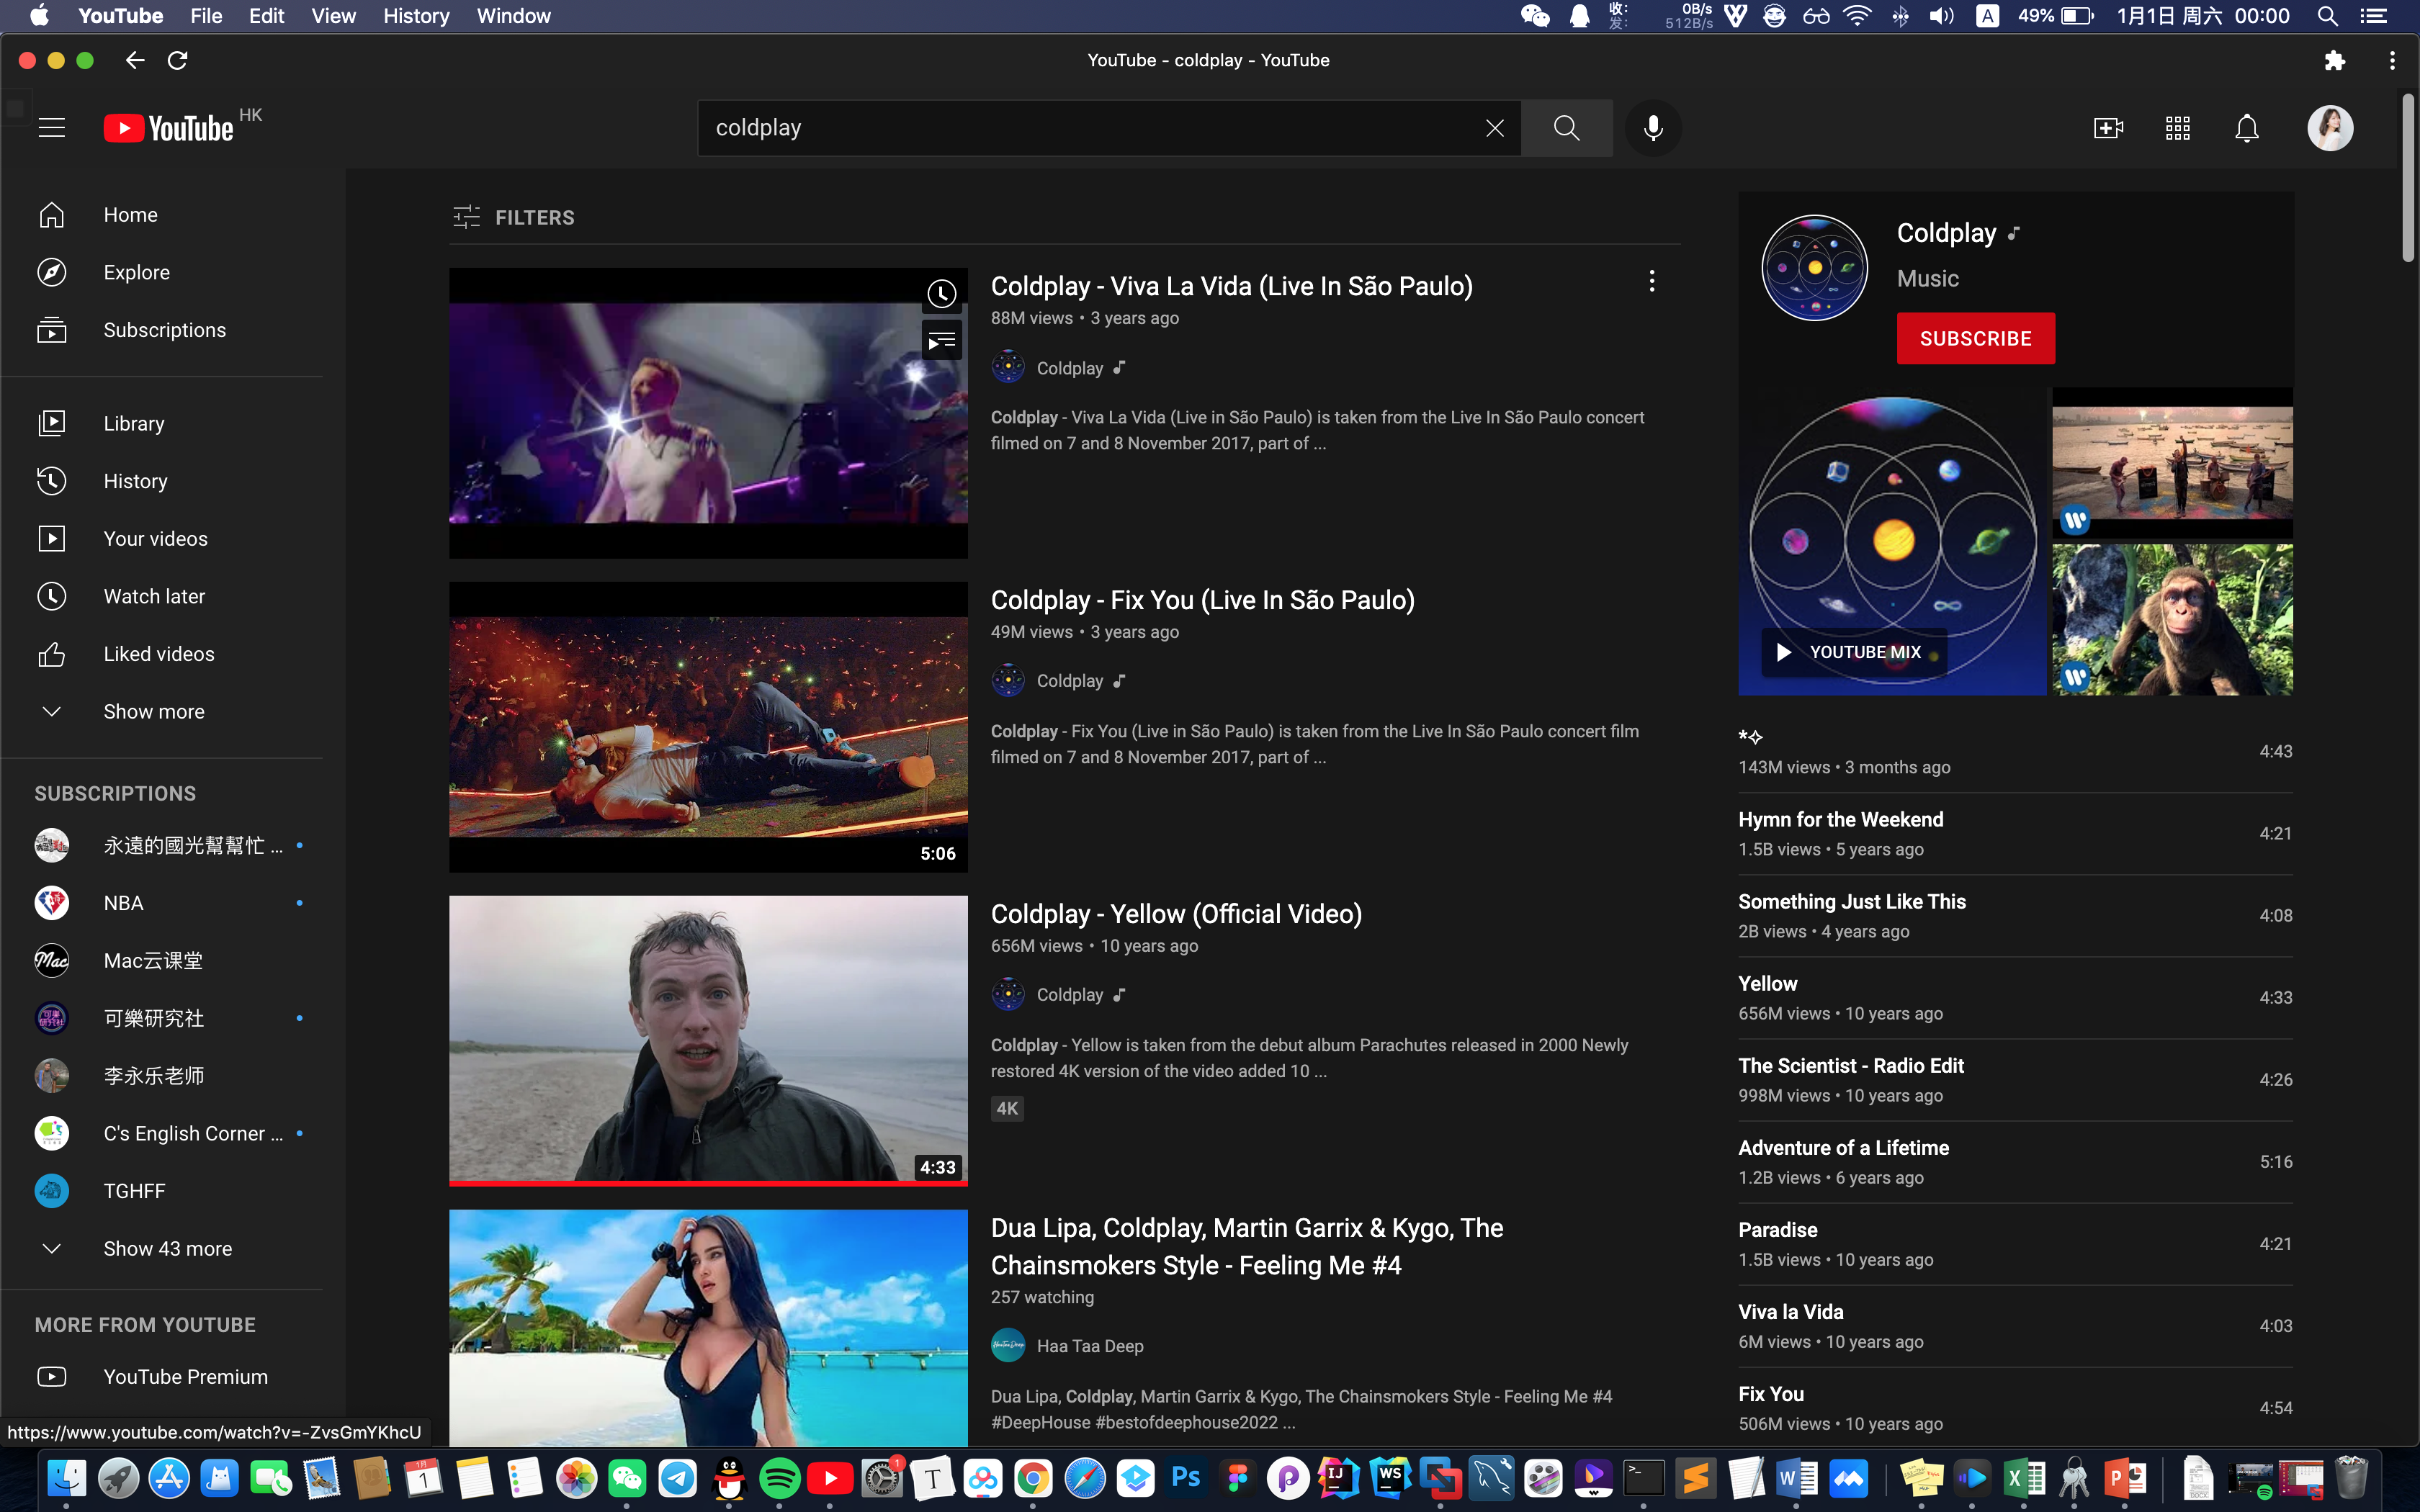 YouTube File Edit View History Window
收: 0B/s
发: 512B/s
A 49% 1月1日 周六 00:00
YouTube - coldplay - YouTube
YouTube HK
coldplay
Home
Explore
Subscriptions
Library
History
Your videos
Watch later
Liked videos
Show more
SUBSCRIPTIONS
永遠的國光幫幫忙 ...
NBA
Mac云课堂
可樂研究社
李永乐老师
C's English Corner ...
TGHFF
Show 43 more
MORE FROM YOUTUBE
YouTube Premium
https://www.youtube.com/watch?v=-ZvsGmYKhcU
FILTERS
Coldplay - Viva La Vida (Live In São Paulo)
88M views • 3 years ago
Coldplay
Coldplay - Viva La Vida (Live in São Paulo) is taken from the Live In São Paulo concert
filmed on 7 and 8 November 2017, part of ...
5:06
Coldplay - Fix You (Live In São Paulo)
49M views • 3 years ago
Coldplay
Coldplay - Fix You (Live in São Paulo) is taken from the Live In São Paulo concert film
filmed on 7 and 8 November 2017, part of ...
4:33
Coldplay - Yellow (Official Video)
656M views • 10 years ago
Coldplay
Coldplay - Yellow is taken from the debut album Parachutes released in 2000 Newly
restored 4K version of the video added 10 ...
4K
Dua Lipa, Coldplay, Martin Garrix & Kygo, The
Chainsmokers Style - Feeling Me #4
257 watching
Haa Taa Deep
Dua Lipa, Coldplay, Martin Garrix & Kygo, The Chainsmokers Style - Feeling Me #4
#DeepHouse #bestofdeephouse2022 ...
Coldplay
Music
SUBSCRIBE
YOUTUBE MIX
*✧
143M views • 3 months ago
4:43
Hymn for the Weekend
1.5B views • 5 years ago
4:21
Something Just Like This
2B views • 4 years ago
4:08
Yellow
656M views • 10 years ago
4:33
The Scientist - Radio Edit
998M views • 10 years ago
4:26
Adventure of a Lifetime
1.2B views • 6 years ago
5:16
Paradise
1.5B views • 10 years ago
4:21
Viva la Vida
6M views • 10 years ago
4:03
Fix You
506M views • 10 years ago
4:54
1月 1 1 T Ps IJ WS W X P